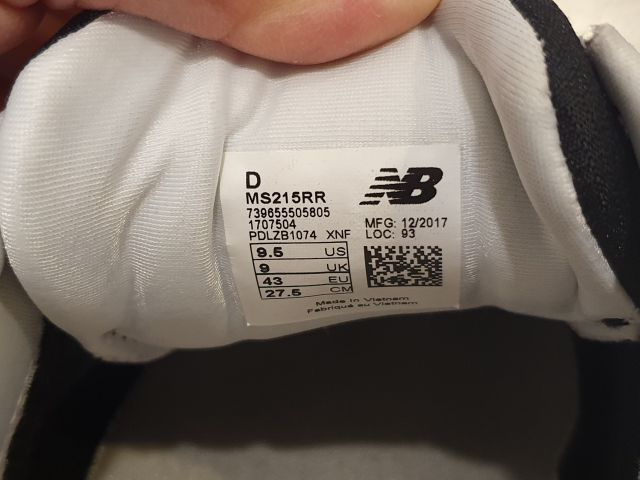 D
NB
MS215RR
739655505805
1707504
MFG: 12/2017
PDLZB1074 XNF
LOC: 93
9.5 US
9 UK
43 EU
27.5 CM
Made in Vietnam
Fabriqué au Vietnam